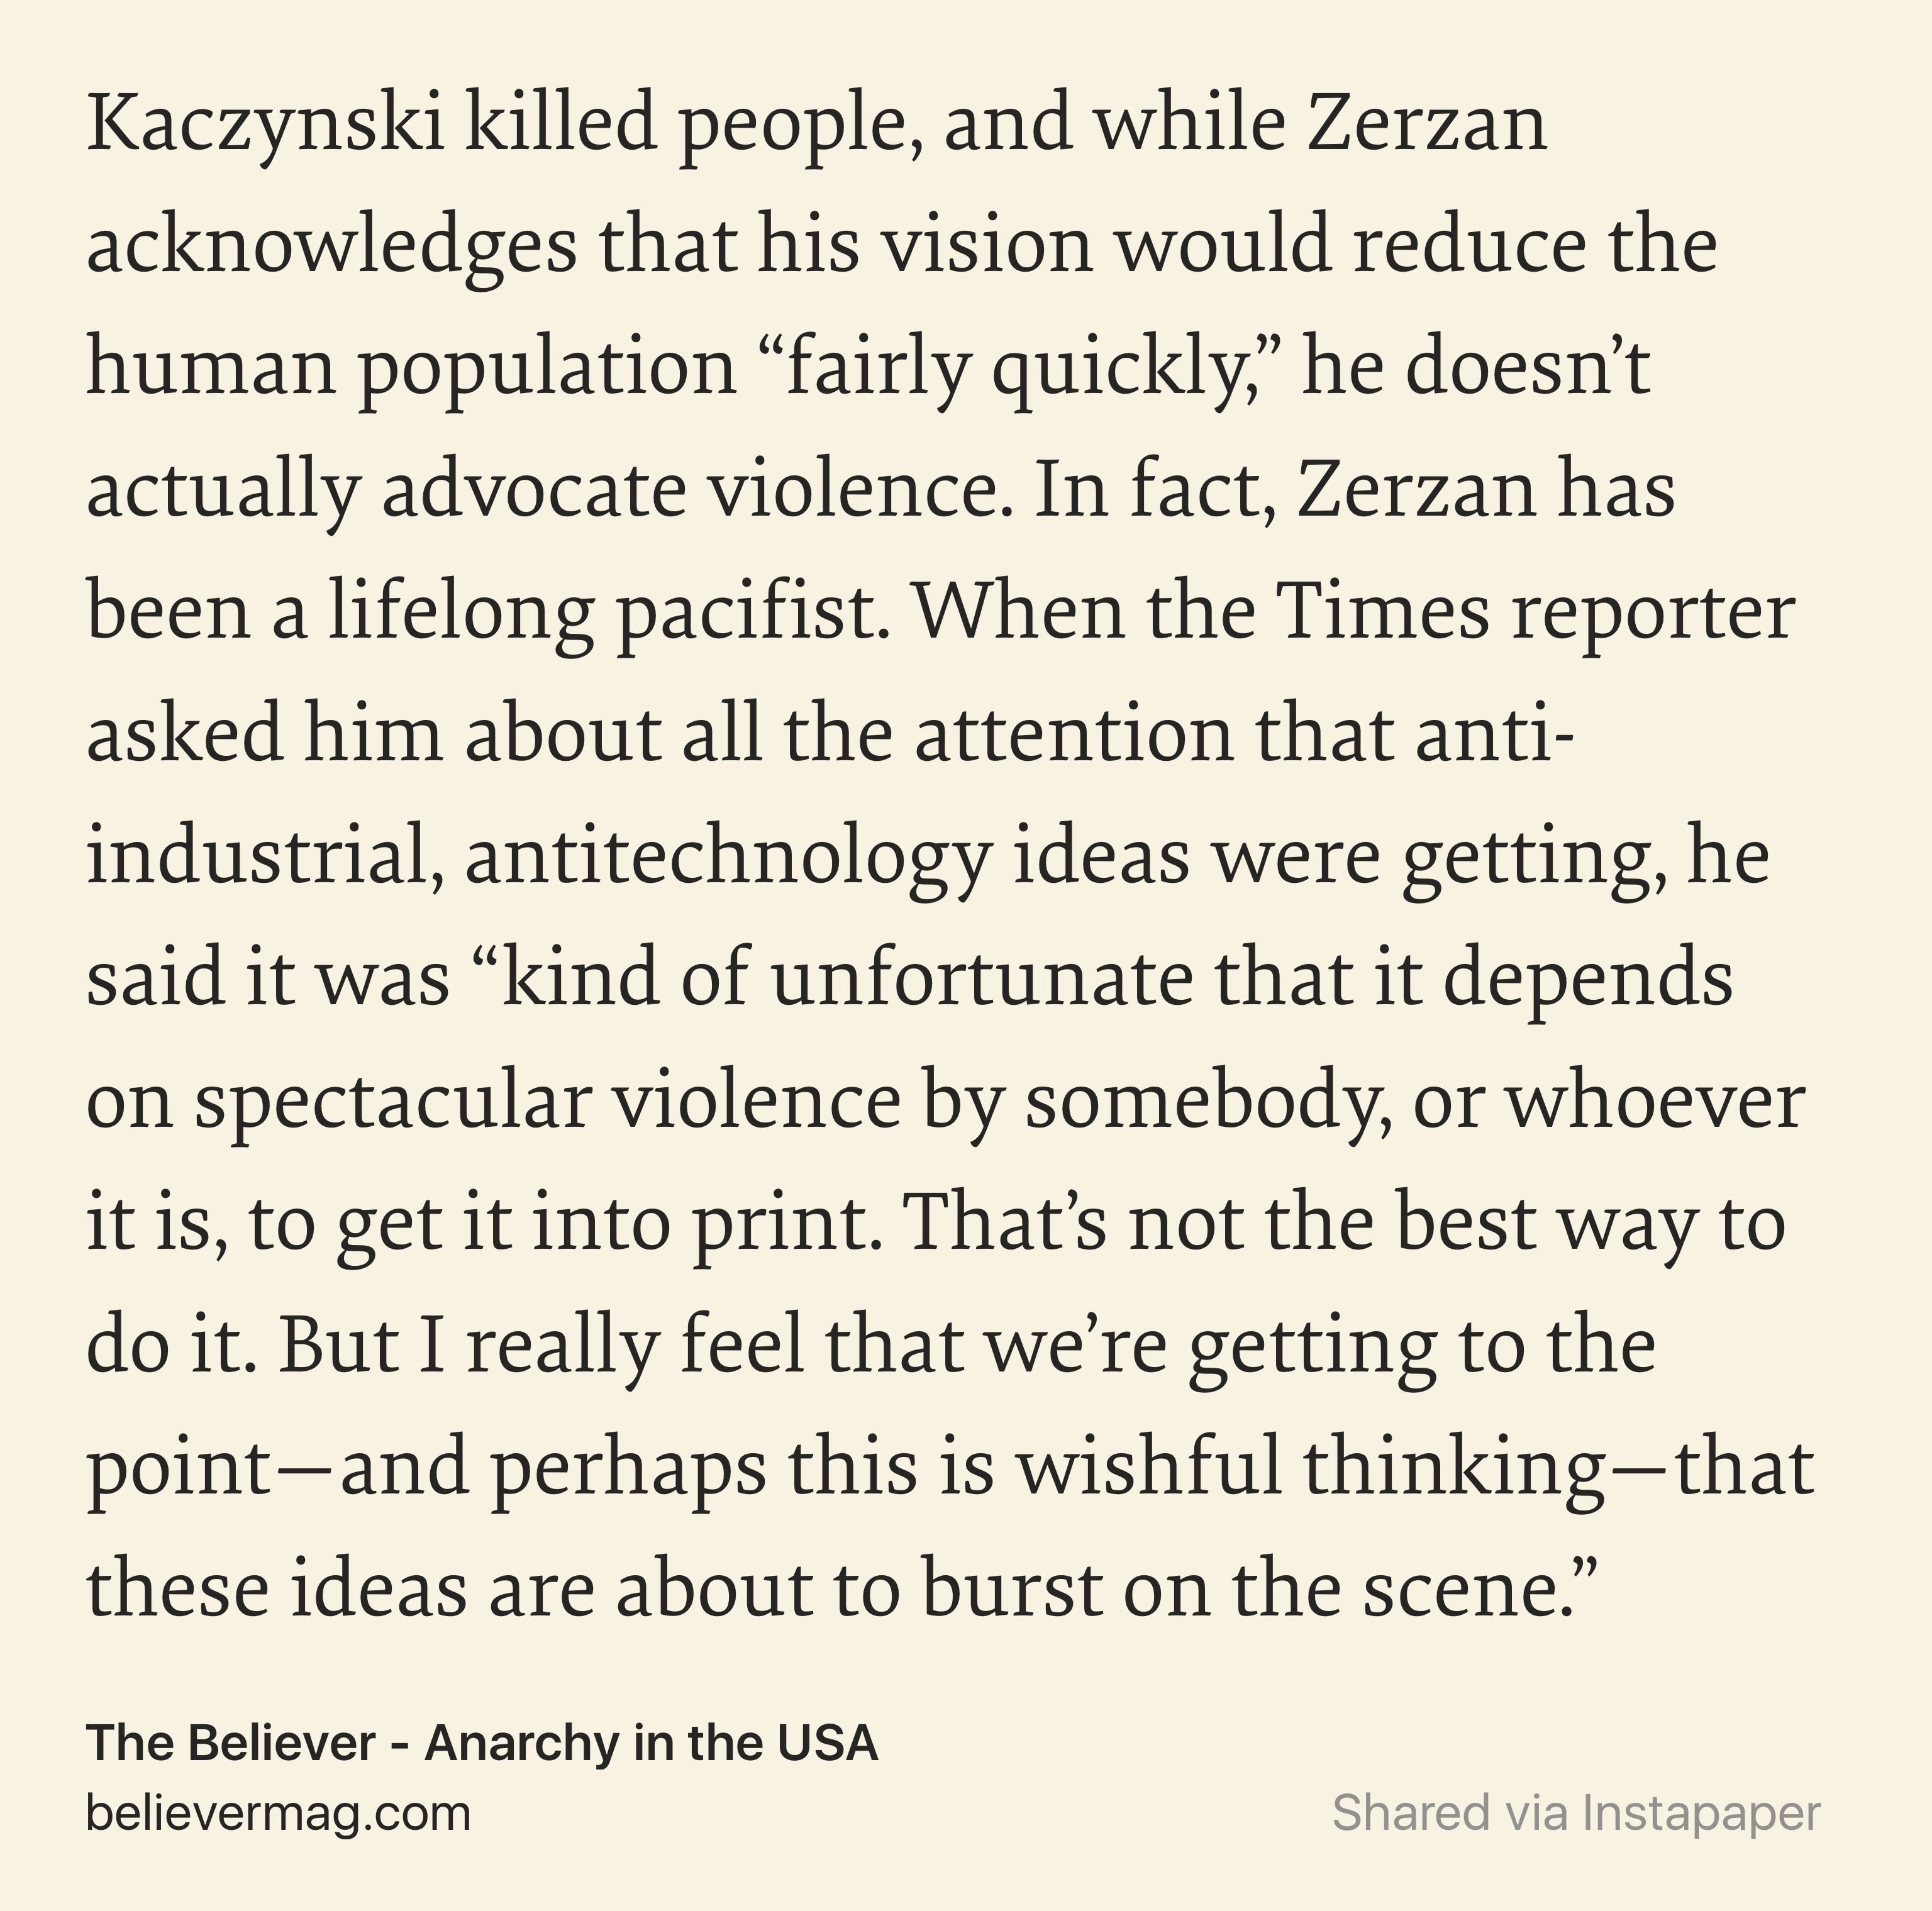 Kaczynski killed people, and while Zerzan
acknowledges that his vision would reduce the
human population “fairly quickly,” he doesn’t
actually advocate violence. In fact, Zerzan has
been a lifelong pacifist. When the Times reporter
asked him about all the attention that anti-
industrial, antitechnology ideas were getting, he
said it was “kind of unfortunate that it depends
on spectacular violence by somebody, or whoever
it is, to get it into print. That’s not the best way to
do it. But I really feel that we’re getting to the
point—and perhaps this is wishful thinking—that
these ideas are about to burst on the scene.”
The Believer - Anarchy in the USA
believermag.com
Shared via Instapaper